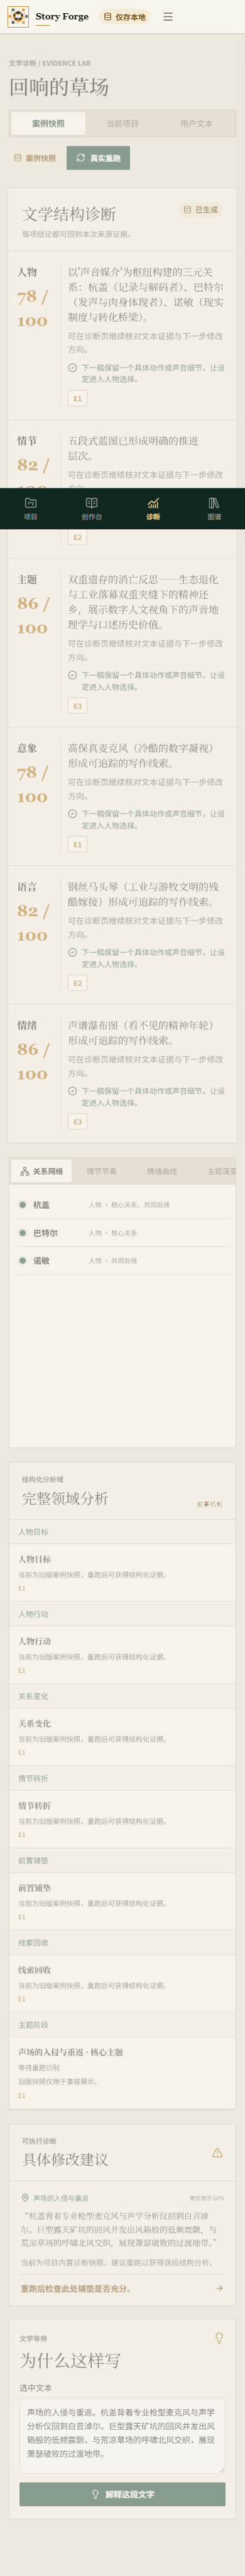 Story Forge
仅存本地
文学诊断 / EVIDENCE LAB
回响的草场
案例快照
当前项目
用户文本
案例快照
真实重跑
文学结构诊断
已生成
每项结论都可回到本次来源证据。
人物
78 /
100
以'声音媒介'为枢纽构建的三元关
系：杭盖（记录与解码者）、巴特尔
（发声与肉身体现者）、诺敏（现实
制度与转化桥梁）。
可在诊断页继续核对文本证据与下一步修改
方向。
下一稿保留一个具体动作或声音细节，让设
定进入人物选择。
E1
情节
82 /
五段式蓝图已形成明确的推进
层次。
可在诊断页继续核对文本证据与下一步修改
项目
创作台
诊断
图谱
E2
主题
86 /
100
双重遗存的消亡反思——生态退化
与工业落幕双重夹缝下的精神还
乡，展示数字人文视角下的声音地
理学与口述历史价值。
可在诊断页继续核对文本证据与下一步修改
方向。
下一稿保留一个具体动作或声音细节，让设
定进入人物选择。
E3
意象
78 /
100
高保真麦克风（冷酷的数字凝视）
形成可追踪的写作线索。
可在诊断页继续核对文本证据与下一步修改
方向。
下一稿保留一个具体动作或声音细节，让设
定进入人物选择。
E1
语言
82 /
100
钢丝马头琴（工业与游牧文明的残
酷嫁接）形成可追踪的写作线索。
可在诊断页继续核对文本证据与下一步修改
方向。
下一稿保留一个具体动作或声音细节，让设
定进入人物选择。
E2
情绪
86 /
100
声谱瀑布图（看不见的精神年轮）
形成可追踪的写作线索。
可在诊断页继续核对文本证据与下一步修改
方向。
下一稿保留一个具体动作或声音细节，让设
定进入人物选择。
E3
关系网络
情节节奏
情绪曲线
主题演变
杭盖
人物 · 核心关系、共同处境
巴特尔
人物 · 核心关系
诺敏
人物 · 共同处境
结构化分析域
完整领域分析
叙事机制
人物目标
人物目标
当前为旧版案例快照，重跑后可获得结构化证据。
E1
人物行动
人物行动
当前为旧版案例快照，重跑后可获得结构化证据。
E1
关系变化
关系变化
当前为旧版案例快照，重跑后可获得结构化证据。
E1
情节转折
情节转折
当前为旧版案例快照，重跑后可获得结构化证据。
E1
前置铺垫
前置铺垫
当前为旧版案例快照，重跑后可获得结构化证据。
E1
线索回收
线索回收
当前为旧版案例快照，重跑后可获得结构化证据。
E1
主题阶段
声场的入侵与重返 · 核心主题
等待重跑识别
旧版快照仅用于兼容展示。
E1
可执行诊断
具体修改建议
声场的入侵与重返
“杭盖背着专业枪型麦克风与声学分析仪回到白音淖
尔。巨型露天矿坑的回风井发出风箱般的低频震颤，与
荒凉草场的呼啸北风交织，展现萧瑟破败的过渡地带。”
当前为项目内置诊断快照，建议重跑以获得逐段结构分析。
重跑后检查此处铺垫是否充分。
文学导师
为什么这样写
选中文本
声场的入侵与重返。杭盖背着专业枪型麦克风与声学
分析仪回到白音淖尔。巨型露天矿坑的回风井发出风
箱般的低频震颤，与荒凉草场的呼啸北风交织，展现
萧瑟破败的过渡地带。
解释这段文字